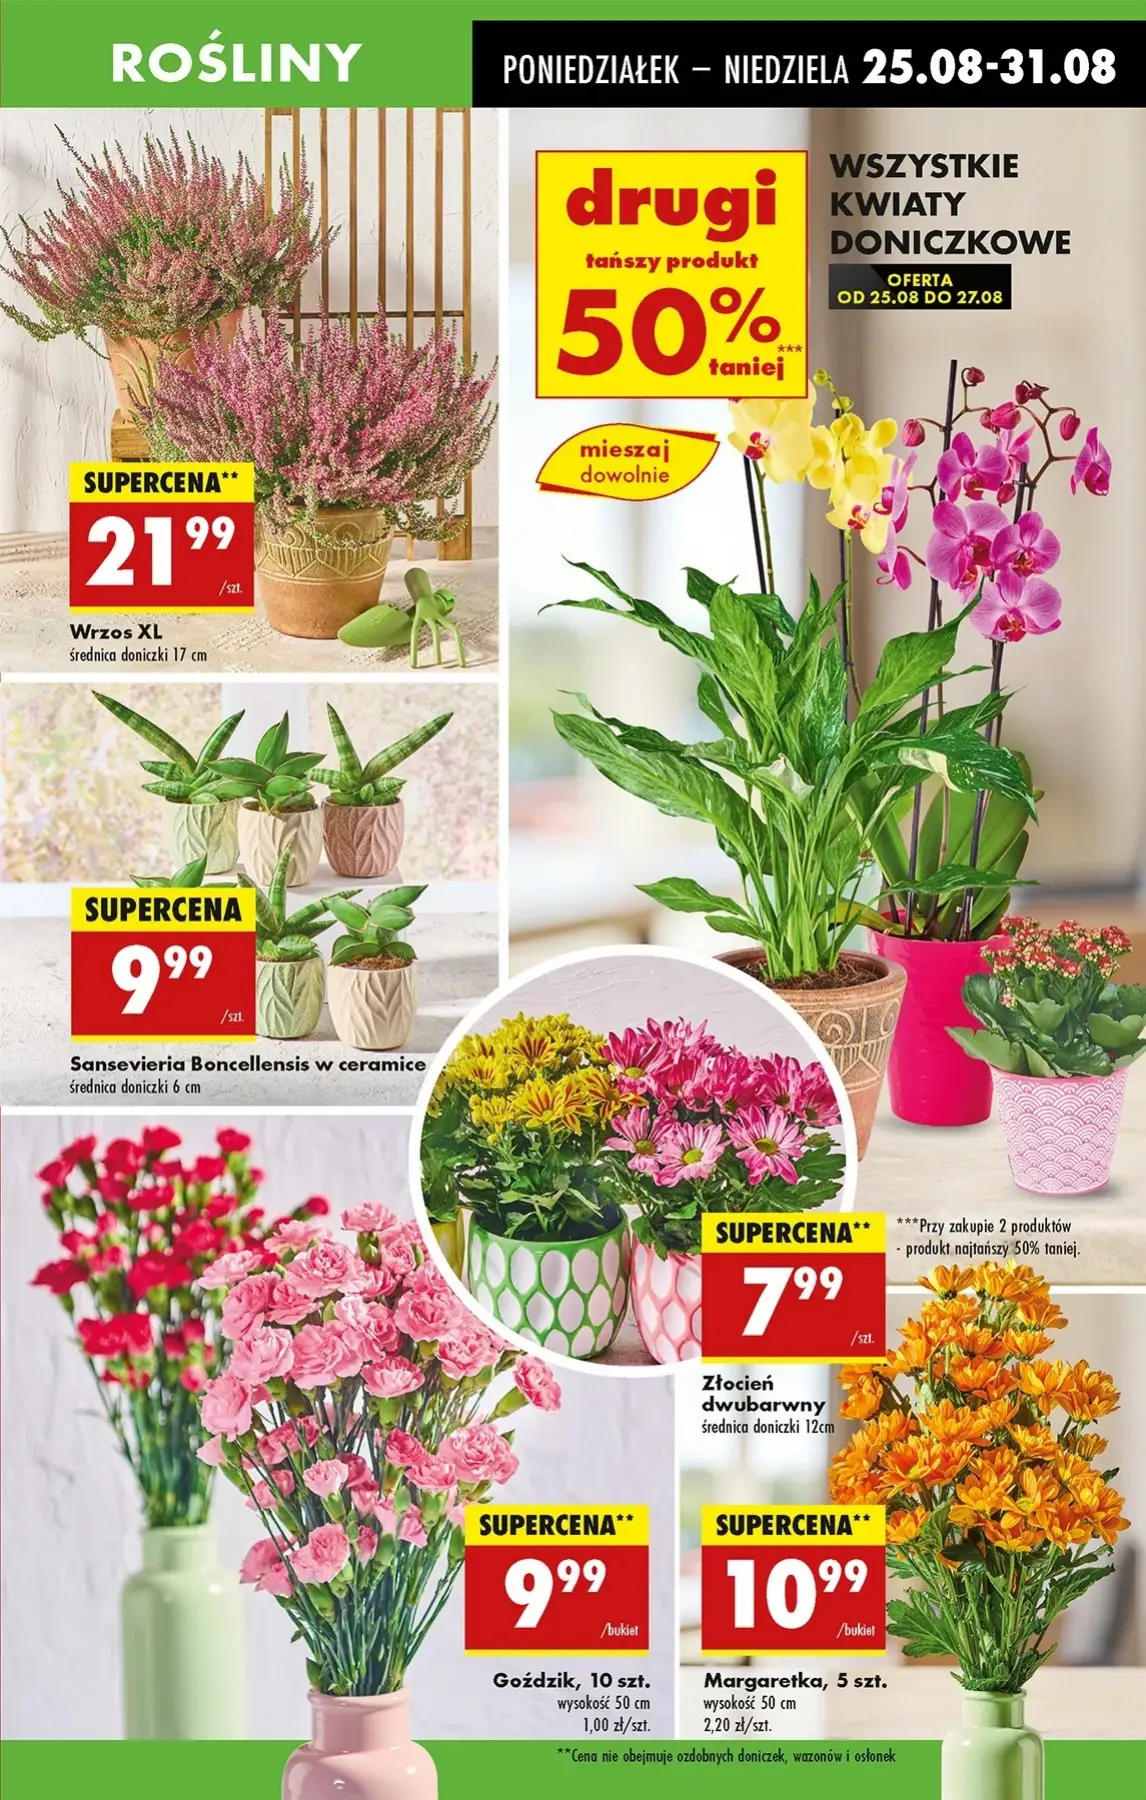 ROŚLINY
PONIEDZIAŁEK – NIEDZIELA 25.08-31.08
SUPERCENA**
21 99
/szt.
Wrzos XL
średnica doniczki 17 cm
drugi
tańszy produkt
50%
taniej***
mieszaj
dowolnie
WSZYSTKIE
KWIATY
DONICZKOWE
OFERTA
OD 25.08 DO 27.08
SUPERCENA
9 99
/szt.
Sansevieria Boncellensis w ceramice
średnica doniczki 6 cm
***Przy zakupie 2 produktów
- produkt najtańszy 50% taniej.
SUPERCENA**
7 99
/szt.
Złocień
dwubarwny
średnica doniczki 12cm
SUPERCENA**
9 99
/bukiet
Goździk, 10 szt.
wysokość 50 cm
1,00 zł/szt.
SUPERCENA**
10 99
/bukiet
Margaretka, 5 szt.
wysokość 50 cm
2,20 zł/szt.
**Cena nie obejmuje ozdobnych doniczek, wazonów i osłonek